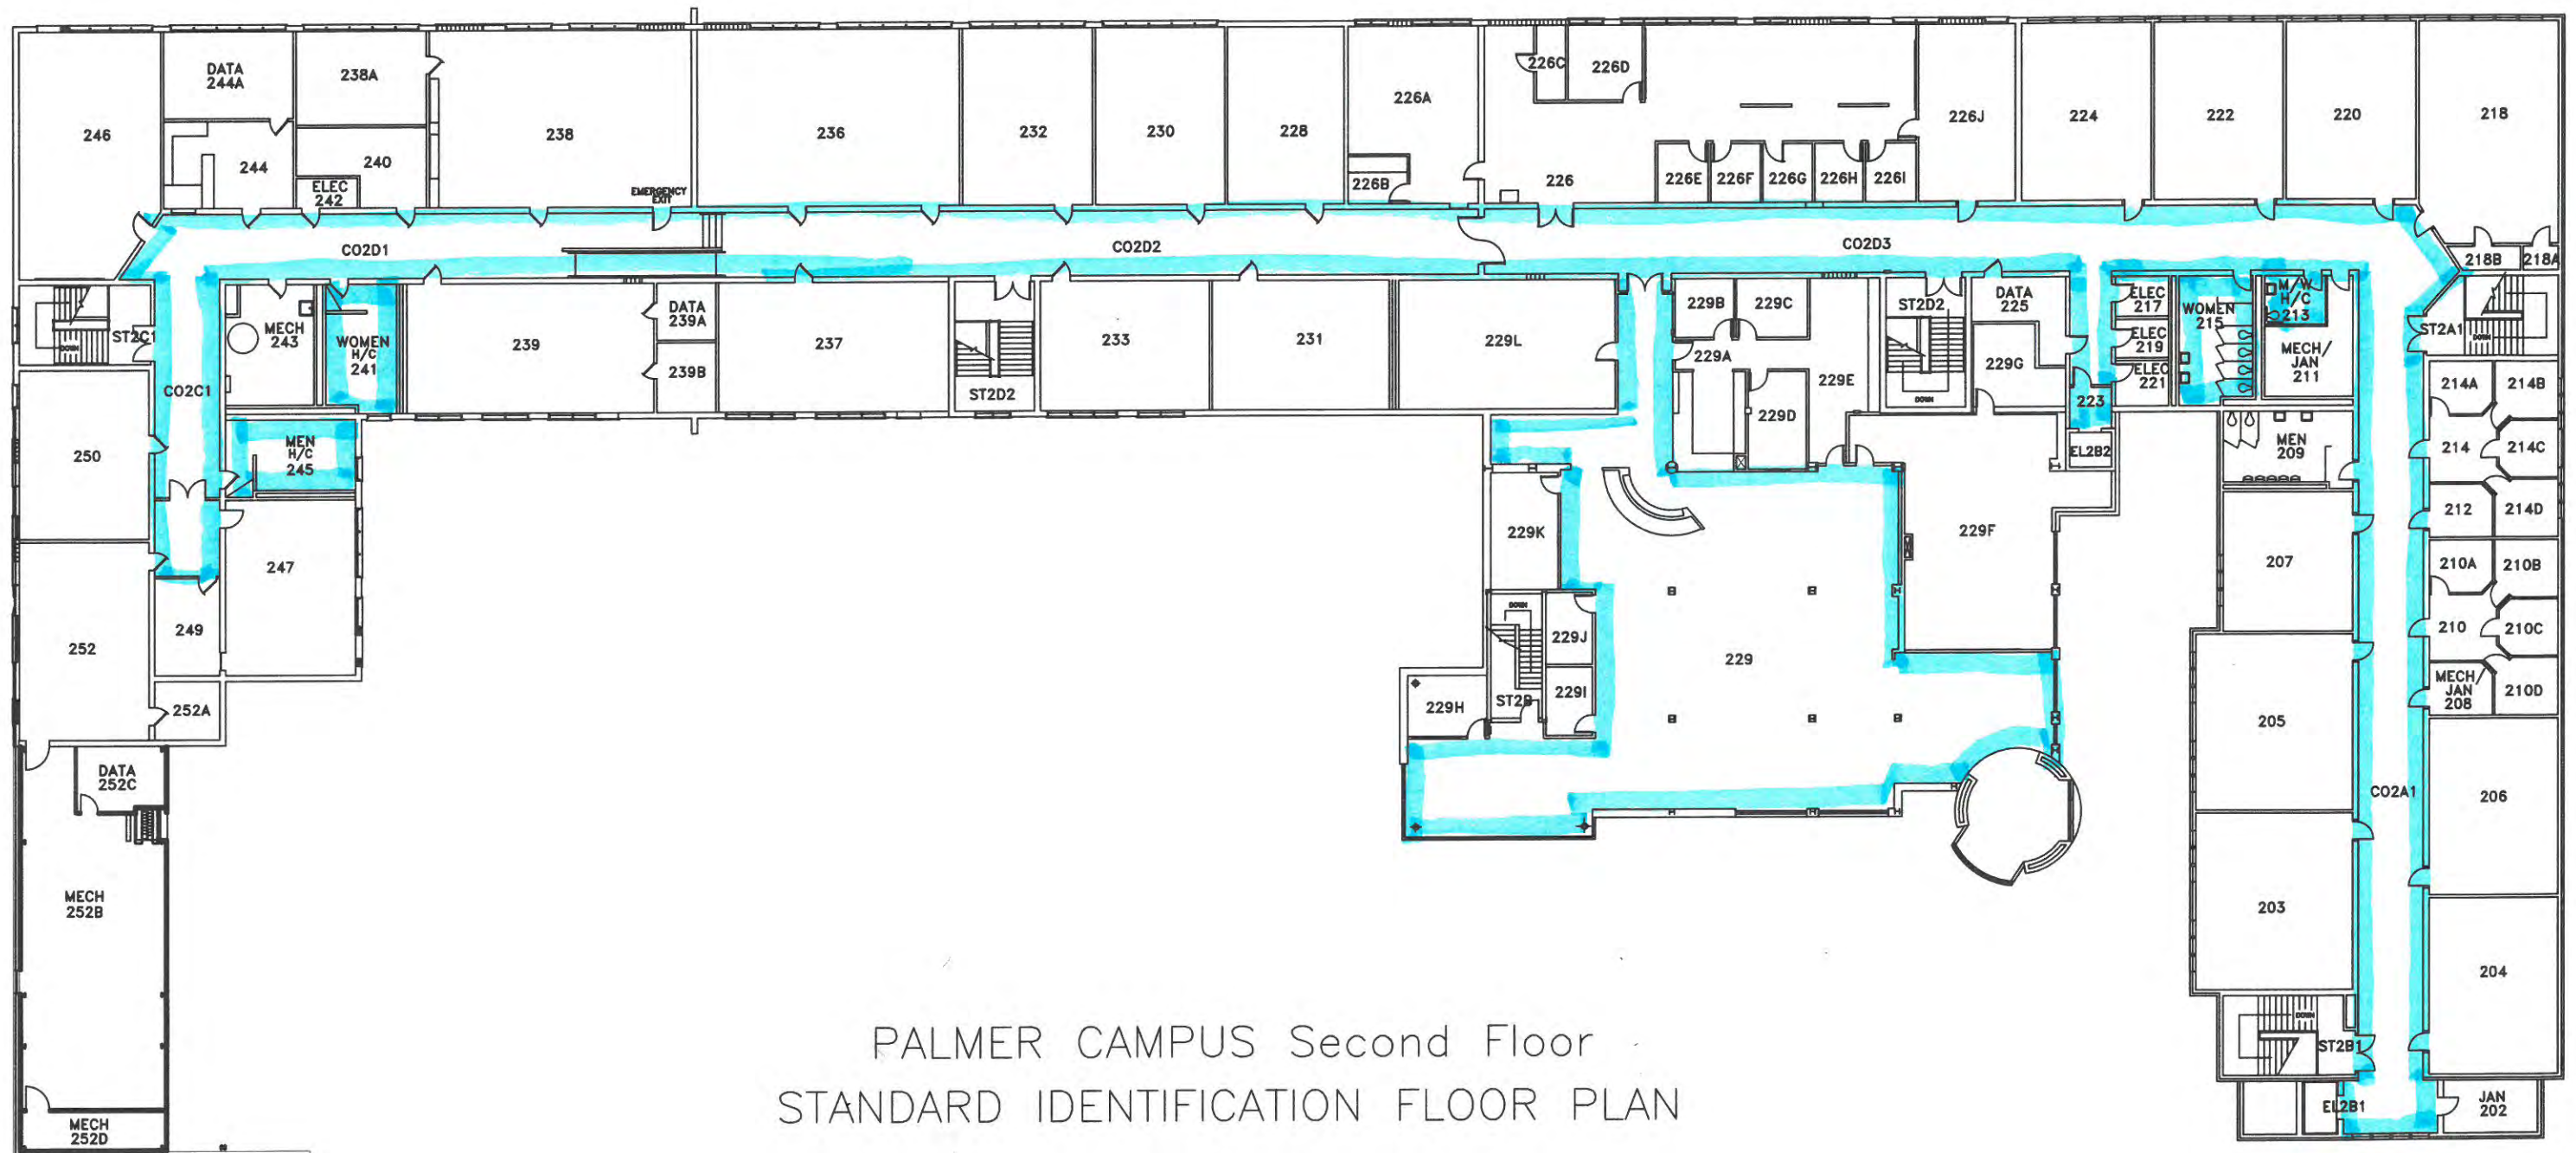 DATA
244A
238A
246
244
240
ELEC
242
238
EMERGENCY
EXIT
236
232
230
228
226A
226B
226C
226D
226
226E
226F
226G
226H
226I
226J
224
222
220
218
218B
218A
CO2D1
CO2D2
CO2D3
ST2C1
DOWN
MECH
243
WOMEN
H/C
241
239
DATA
239A
239B
237
ST2D2
233
231
229L
229B
229C
229A
229E
229D
ST2D2
DOWN
DATA
225
229G
ELEC
217
ELEC
219
ELEC
221
223
EL2B2
WOMEN
215
M/W
H/C
213
MECH/
JAN
211
ST2A1
DOWN
CO2C1
250
MEN
H/C
245
247
249
252
252A
DATA
252C
MECH
252B
MECH
252D
229K
229F
DOWN
229J
229I
ST2B
229H
229
MEN
209
207
205
203
214A
214B
214
214C
212
214D
210A
210B
210
210C
MECH/
JAN
208
210D
CO2A1
206
204
DOWN
ST2B1
EL2B1
JAN
202
PALMER CAMPUS Second Floor
STANDARD IDENTIFICATION FLOOR PLAN